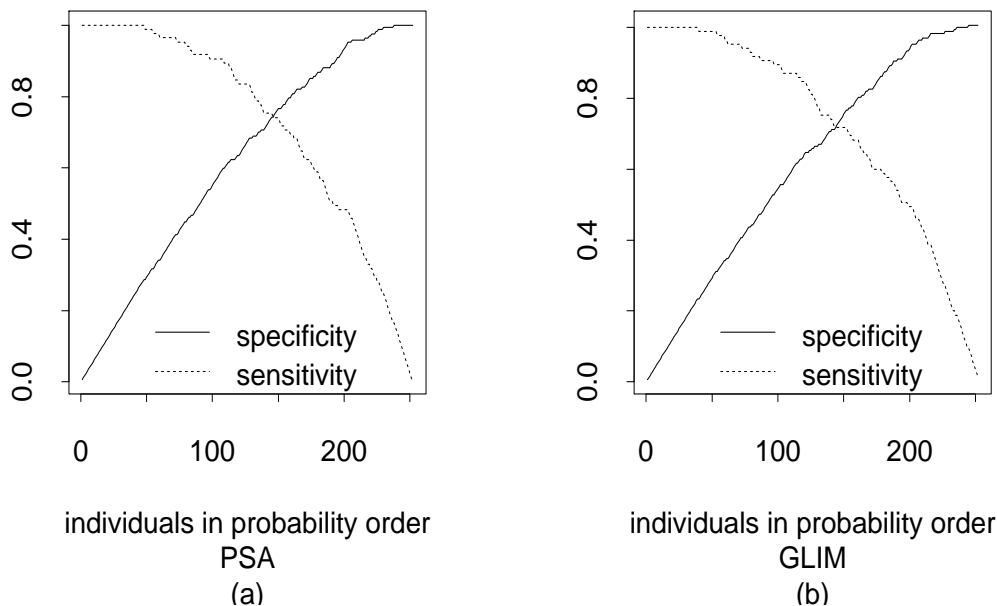 0.8
0.4
0.0
specificity
sensitivity
0 100 200
individuals in probability order
PSA
(a)
0.8
0.4
0.0
specificity
sensitivity
0 100 200
individuals in probability order
GLIM
(b)